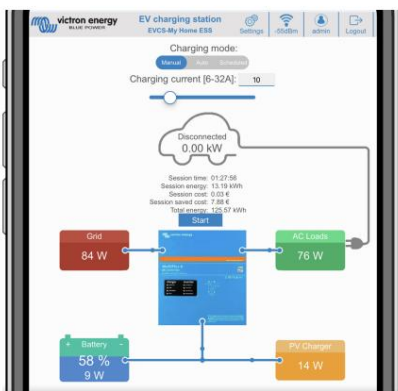 victron energy
BLUE POWER
EV charging station
EVCS-My Home ESS
Settings
-55dBm
admin
Logout
Charging mode:
Manual Auto Scheduled
Charging current [6-32A]: 10
Disconnected
0.00 kW
Session time: 01:27:56
Session energy: 13.19 kWh
Session cost: 0.03 €
Session saved cost: 7.88 €
Total energy: 125.57 kWh
Start
Grid
84 W
victron energy
AC Loads
76 W
+ Battery -
58 %
9 W
PV Charger
14 W